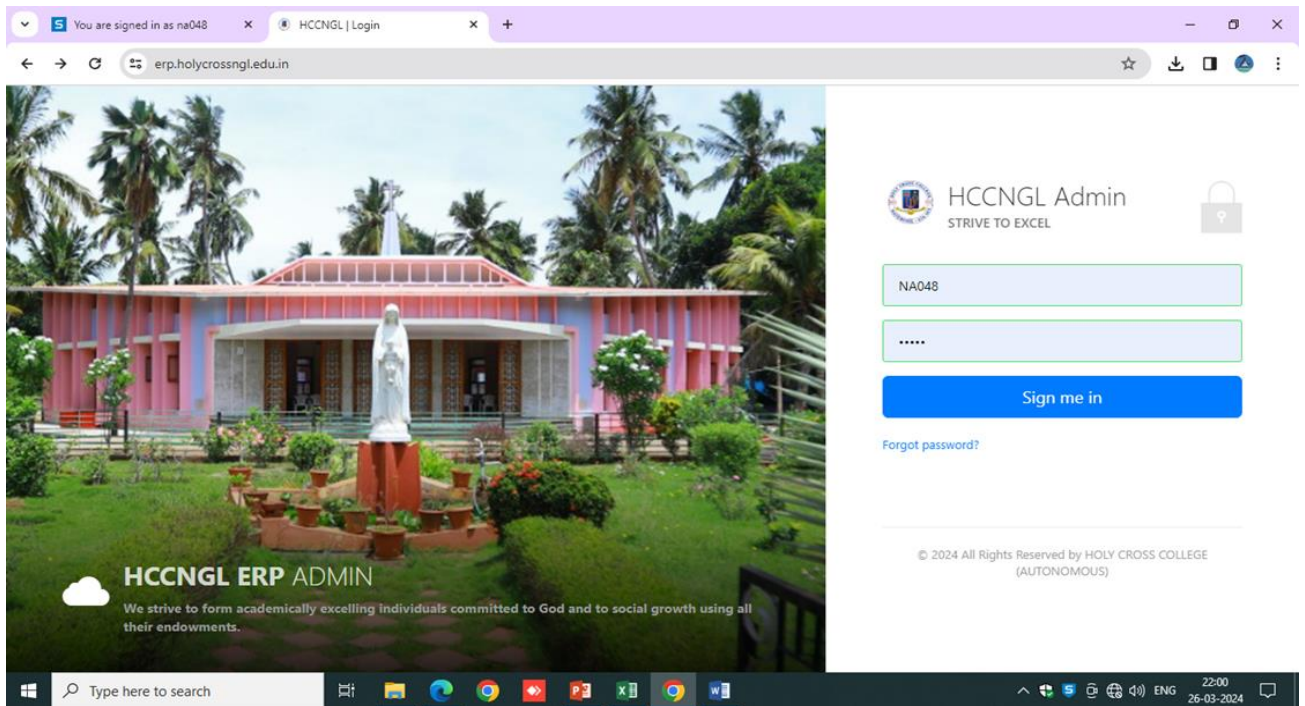 You are signed in as na048
HCCNGL | Login
erp.holycrossngl.edu.in
HCCNGL Admin
STRIVE TO EXCEL
NA048
•••••
Sign me in
Forgot password?
© 2024 All Rights Reserved by HOLY CROSS COLLEGE
(AUTONOMOUS)
HCCNGL ERP ADMIN
We strive to form academically excelling individuals committed to God and to social growth using all
their endowments.
Type here to search
ENG
22:00
26-03-2024